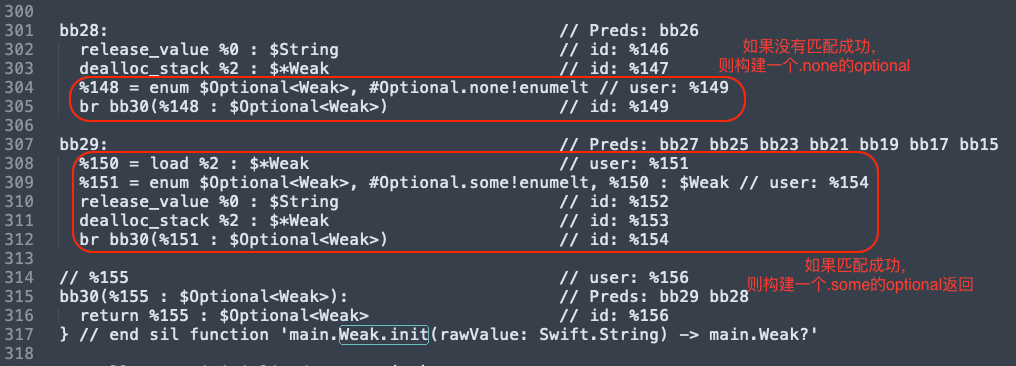 300
301 bb28: // Preds: bb26
302 release_value %0 : $String // id: %146
如果没有匹配成功，
303 dealloc_stack %2 : $*Weak // id: %147
则构建一个.none的optional
304 %148 = enum $Optional<Weak>, #Optional.none!enumelt // user: %149
305 br bb30(%148 : $Optional<Weak>) // id: %149
306
307 bb29: // Preds: bb27 bb25 bb23 bb21 bb19 bb17 bb15
308 %150 = load %2 : $*Weak // user: %151
309 %151 = enum $Optional<Weak>, #Optional.some!enumelt, %150 : $Weak // user: %154
310 release_value %0 : $String // id: %152
311 dealloc_stack %2 : $*Weak // id: %153
312 br bb30(%151 : $Optional<Weak>) // id: %154
313
如果匹配成功，
314 // %155 // user: %156
则构建一个.some的optional返回
315 bb30(%155 : $Optional<Weak>): // Preds: bb29 bb28
316 return %155 : $Optional<Weak> // id: %156
317 } // end sil function 'main.Weak.init(rawValue: Swift.String) -> main.Weak?'
318